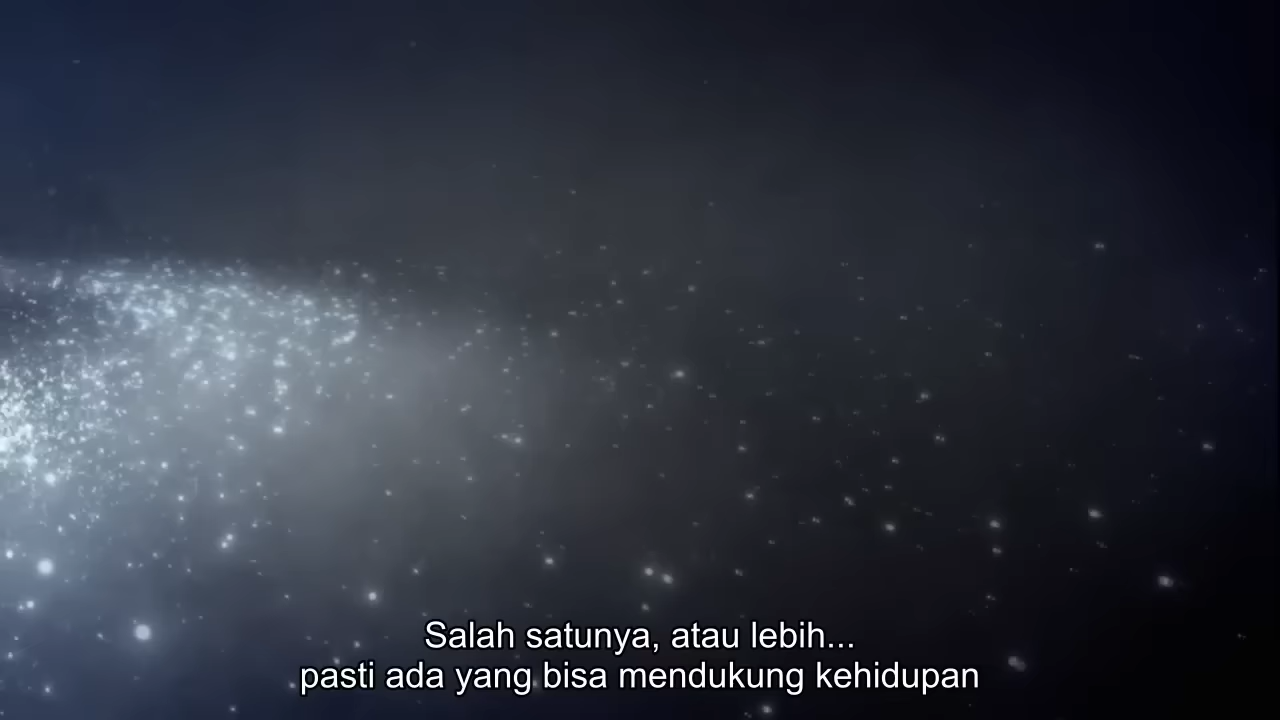 Salah satunya, atau lebih...
pasti ada yang bisa mendukung kehidupan